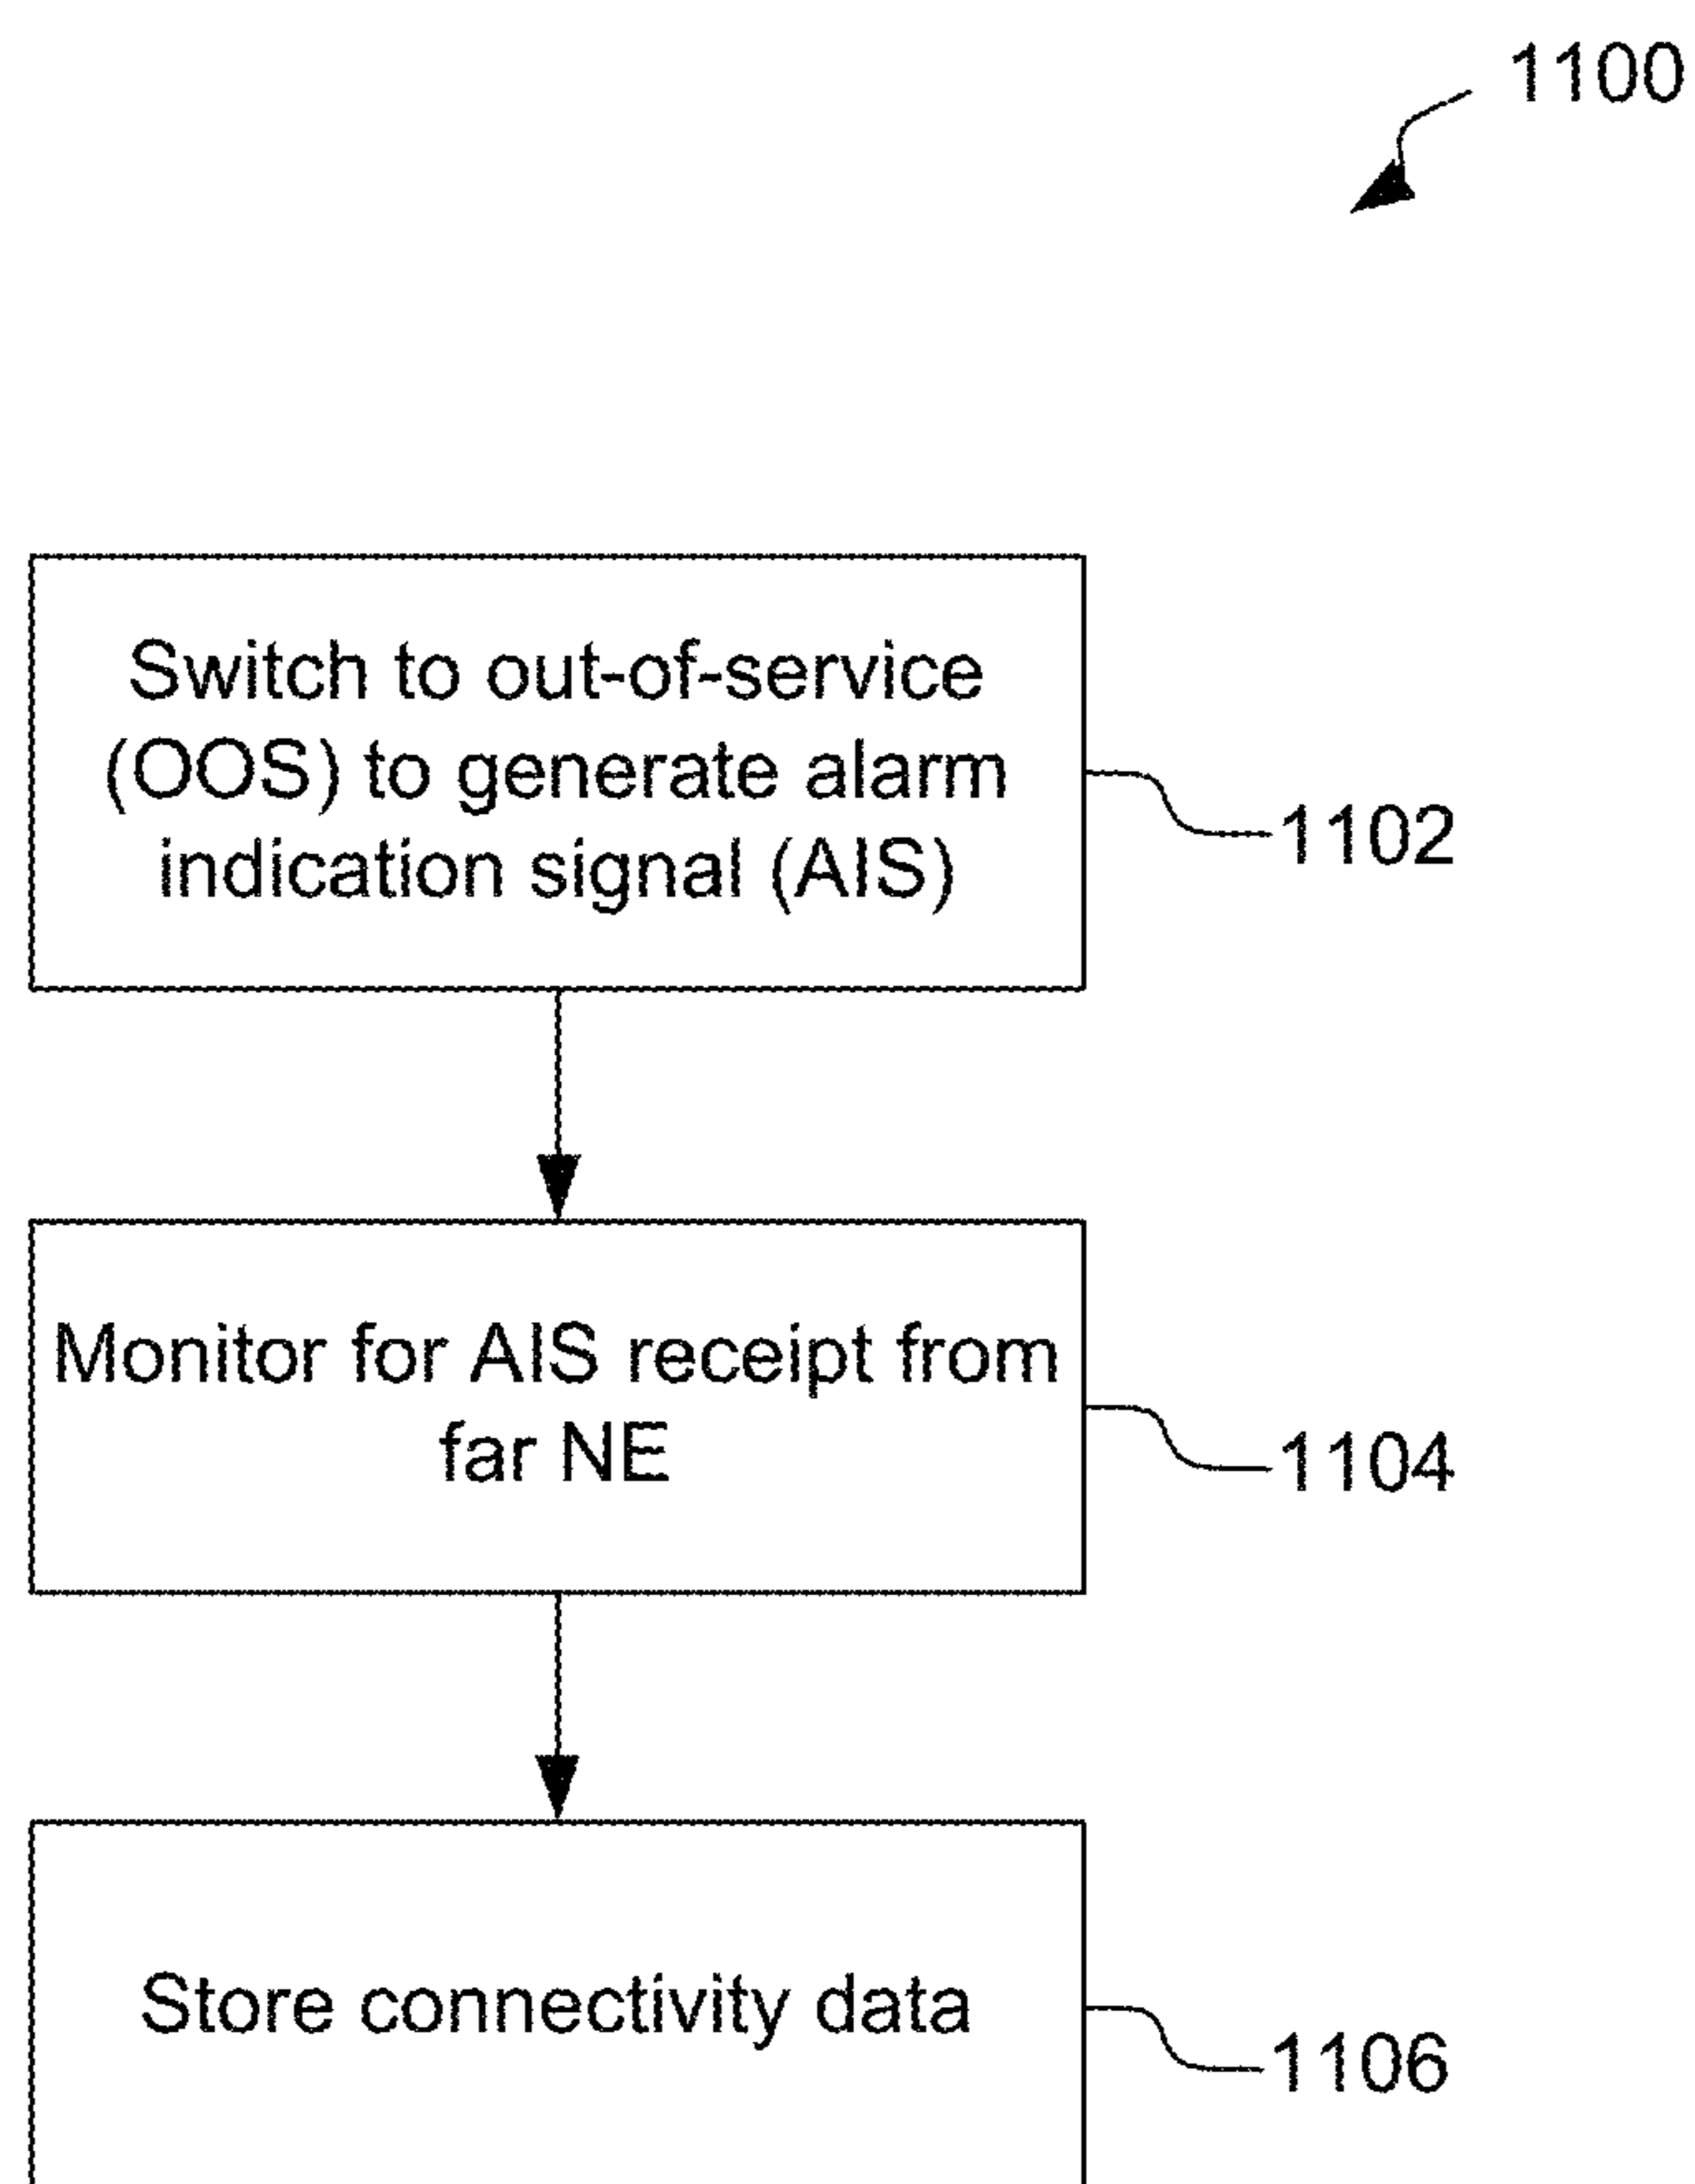 1100
Switch to out-of-service
(OOS) to generate alarm
indication signal (AIS)
1102
Monitor for AIS receipt from
far NE
1104
Store connectivity data
1106